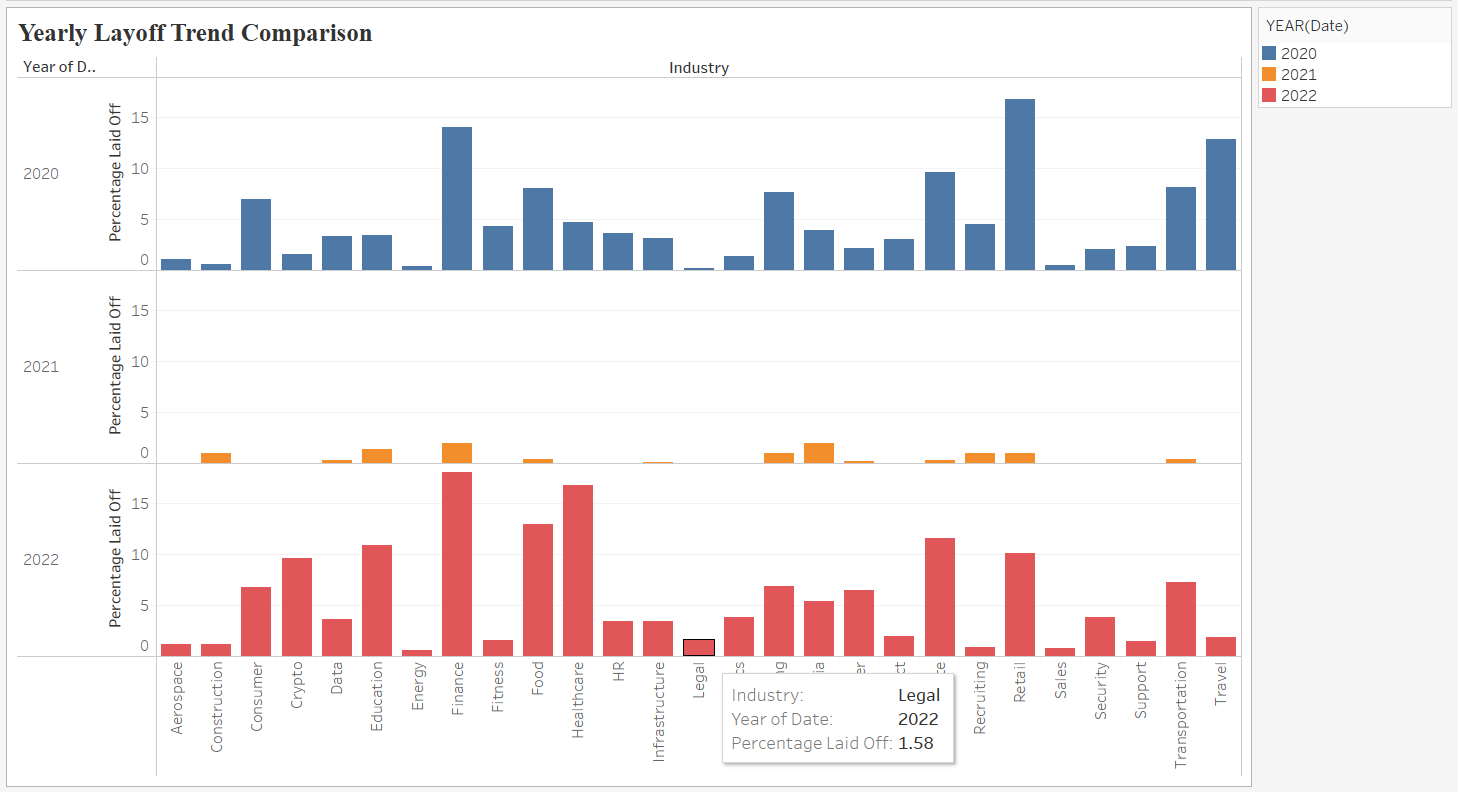 Yearly Layoff Trend Comparison
Year of D..
Industry
2020
Percentage Laid Off
15
10
5
0
2021
Percentage Laid Off
15
10
5
0
2022
Percentage Laid Off
15
10
5
0
Aerospace
Construction
Consumer
Crypto
Data
Education
Energy
Finance
Fitness
Food
Healthcare
HR
Infrastructure
Legal
Recruiting
Retail
Sales
Security
Support
Transportation
Travel
Industry: Legal
Year of Date: 2022
Percentage Laid Off: 1.58
YEAR(Date)
2020
2021
2022